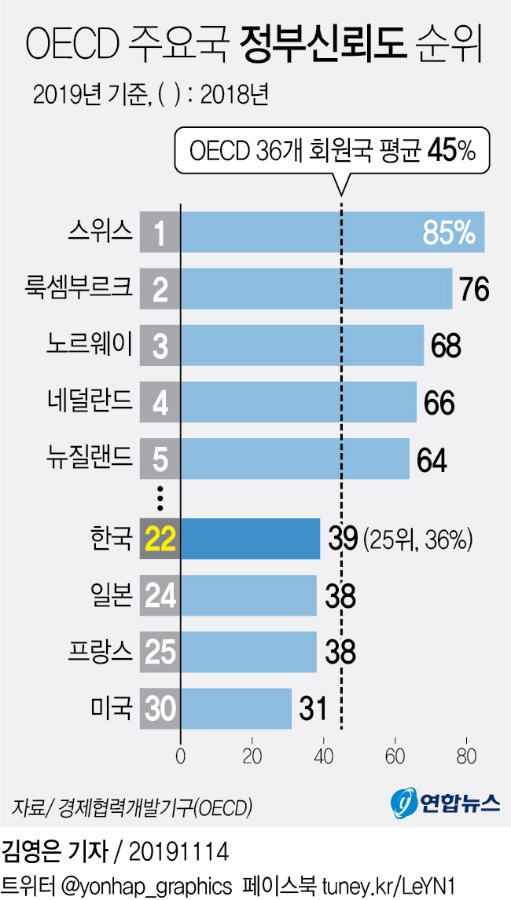 OECD 주요국 정부신뢰도 순위
2019년 기준, ( ) : 2018년
OECD 36개 회원국 평균 45%
스위스 1 85%
룩셈부르크 2 76
노르웨이 3 68
네덜란드 4 66
뉴질랜드 5 64
한국 22 39 (25위, 36%)
일본 24 38
프랑스 25 38
미국 30 31
0 20 40 60 80
자료/ 경제협력개발기구(OECD)
연합뉴스
김영은 기자 / 20191114
트위터 @yonhap_graphics 페이스북 tuney.kr/LeYN1